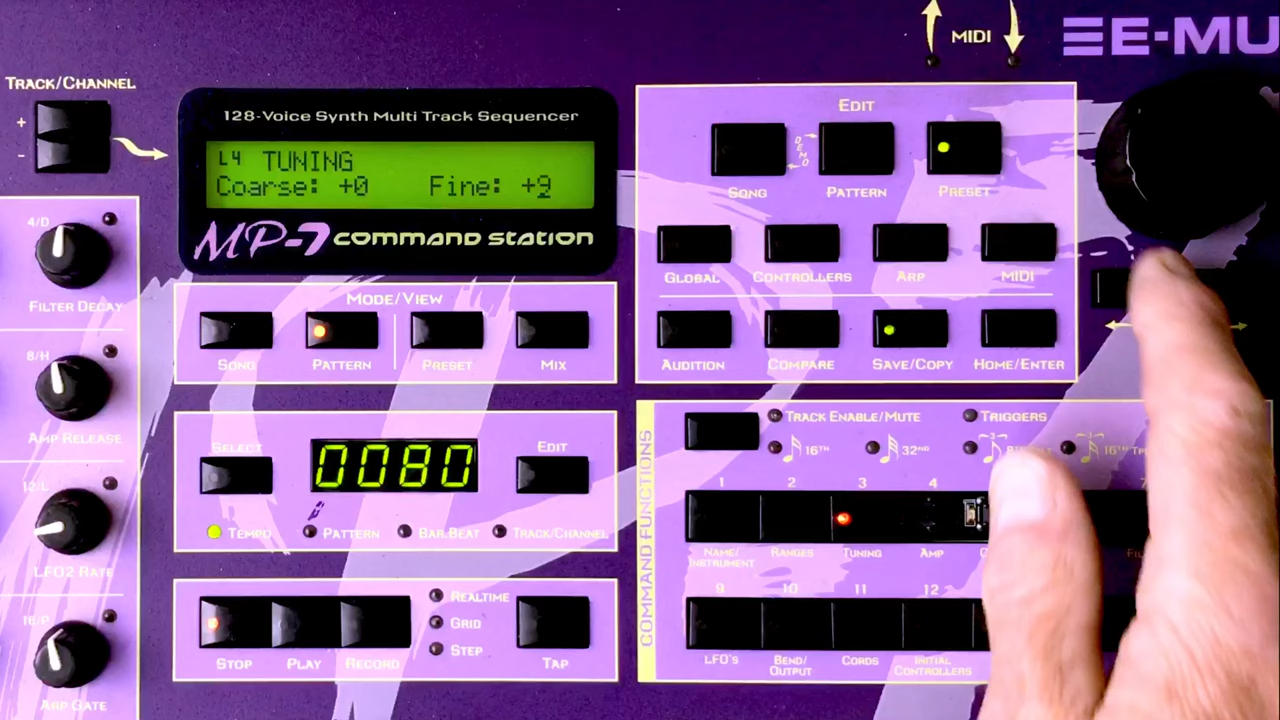 MIDI
E-MU
TRACK/CHANNEL
+
-
128-Voice Synth Multi Track Sequencer
L4 TUNING
Coarse: +0 Fine: +9
MP-7 COMMAND STATION
EDIT
DEMO
SONG
PATTERN
PRESET
GLOBAL
CONTROLLERS
ARP
MIDI
AUDITION
COMPARE
SAVE/COPY
HOME/ENTER
4/D
FILTER DECAY
8/H
AMP RELEASE
12/L
LFO2 RATE
16/P
ARP GATE
MODE/VIEW
SONG
PATTERN
PRESET
MIX
SELECT
0080
EDIT
TEMPO
PATTERN
BAR.BEAT
TRACK/CHANNEL
REALTIME
GRID
STEP
STOP
PLAY
RECORD
TAP
COMMAND FUNCTIONS
TRACK ENABLE/MUTE
TRIGGERS
16TH
32ND
16TH
1
2
3
4
NAME/
INSTRUMENT
RANGES
TUNING
AMP
9
10
11
12
LFO'S
BEND/
OUTPUT
CORDS
INITIAL
CONTROLLERS